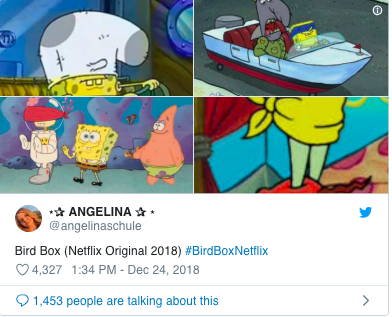 ⋆✰ ANGELINA ✰ ⋆
@angelinaschule
Bird Box (Netflix Original 2018) #BirdBoxNetflix
4,327 1:34 PM - Dec 24, 2018
1,453 people are talking about this